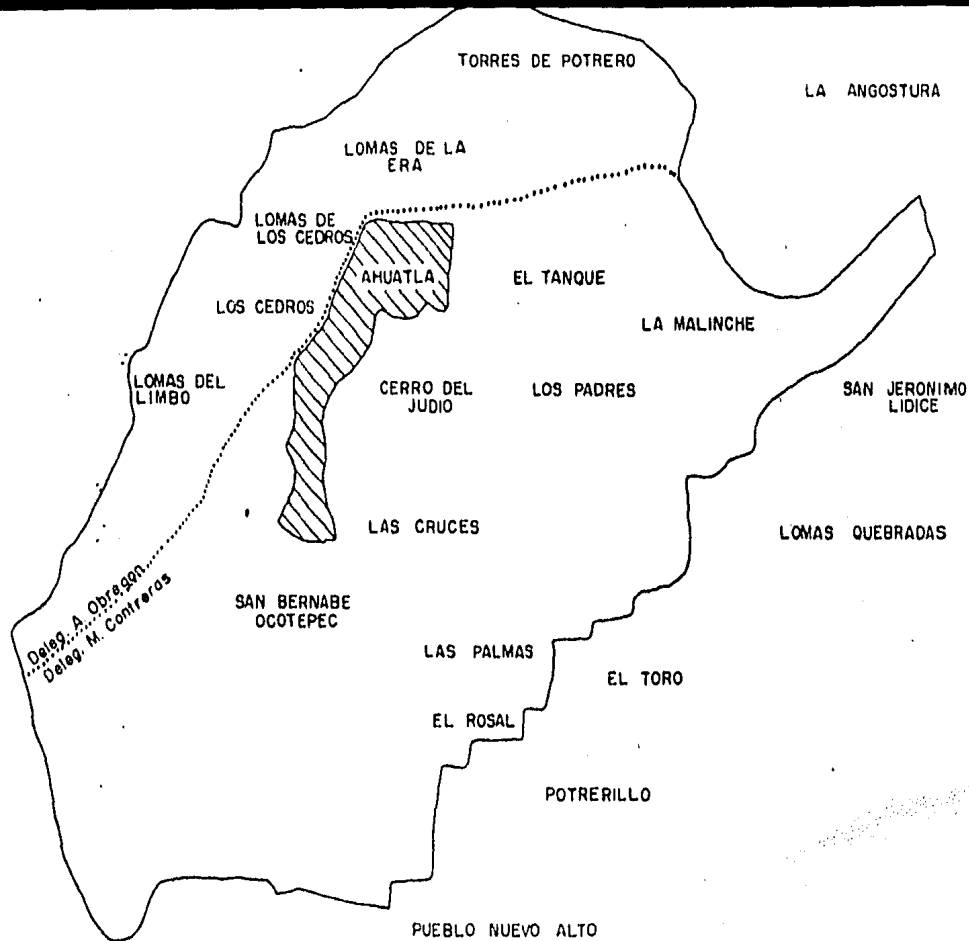 TORRES DE POTRERO
LA ANGOSTURA
LOMAS DE LA
ERA
LOMAS DE
LOS CEDROS
AHUATLA
EL TANQUE
LOS CEDROS
LA MALINCHE
LOMAS DEL
LIMBO
CERRO DEL
JUDIO
LOS PADRES
SAN JERONIMO
LIDICE
LAS CRUCES
LOMAS QUEBRADAS
Deleg. A. Obregon
Deleg. M. Contreras
SAN BERNABE
OCOTEPEC
LAS PALMAS
EL TORO
EL ROSAL
POTRERILLO
PUEBLO NUEVO ALTO